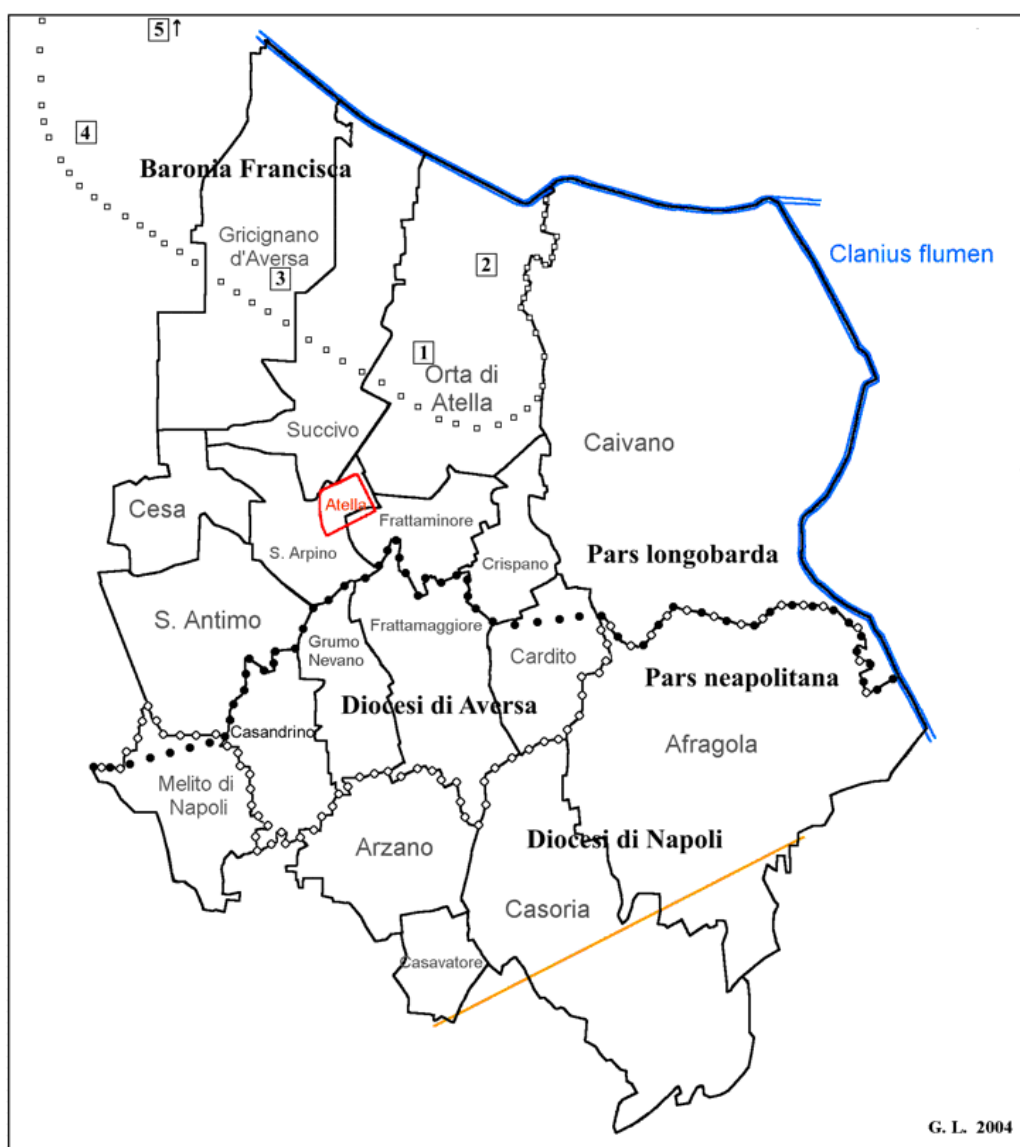 5↑
4
Baronia Francisca
Gricignano
d'Aversa
3
2
Clanius flumen
1
Orta di
Atella
Succivo
Caivano
Cesa
Atella
Frattaminore
S. Arpino
Crispano
Pars longobarda
S. Antimo
Frattamaggiore
Grumo
Nevano
Cardito
Pars neapolitana
Diocesi di Aversa
Casandrino
Afragola
Melito di
Napoli
Arzano
Diocesi di Napoli
Casoria
Casavatore
G. L. 2004